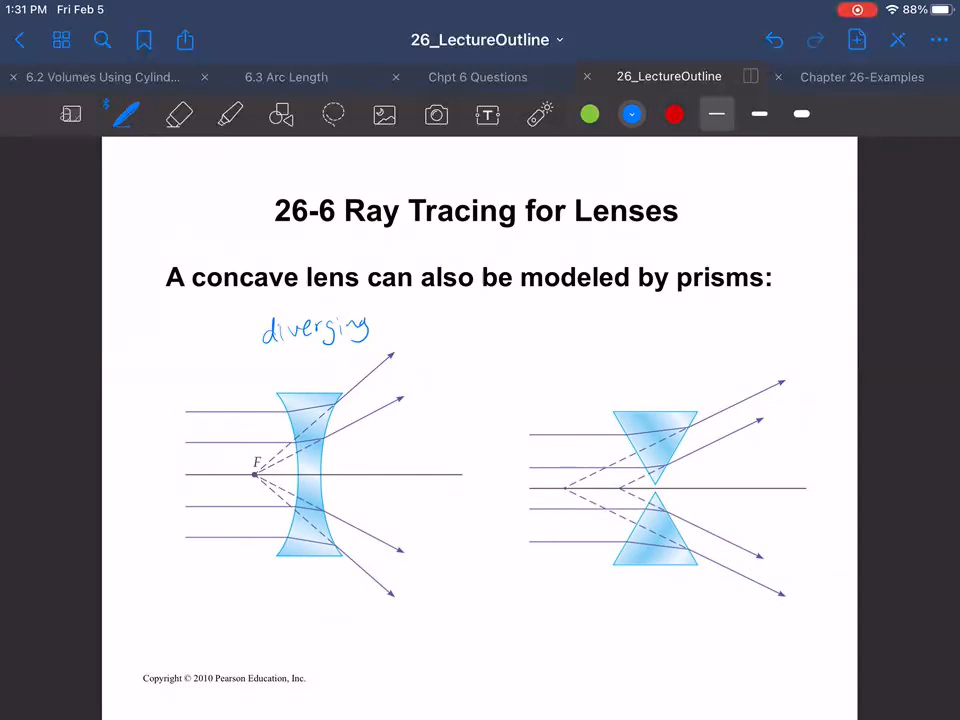 1:31 PM Fri Feb 5
88%
26_LectureOutline
6.2 Volumes Using Cylind...
6.3 Arc Length
Chpt 6 Questions
26_LectureOutline
Chapter 26-Examples
T
26-6 Ray Tracing for Lenses
A concave lens can also be modeled by prisms:
diverging
F
Copyright © 2010 Pearson Education, Inc.